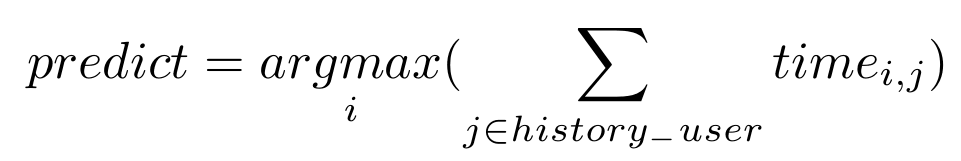 predict = argmax( ∑ time_{i,j})
i
j∈history_user